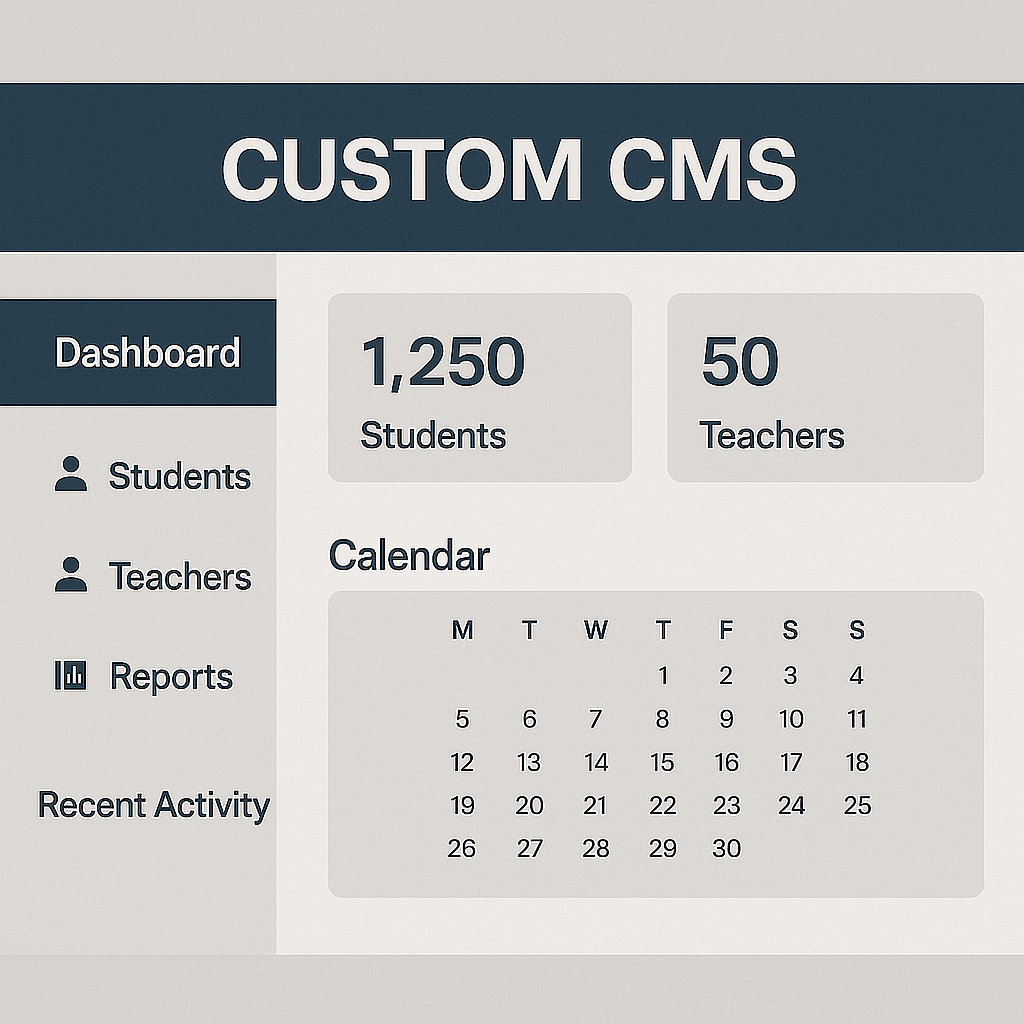 CUSTOM CMS
Dashboard
Students
Teachers
Reports
Recent Activity
1,250
Students
50
Teachers
Calendar
M T W T F S S
1 2 3 4
5 6 7 8 9 10 11
12 13 14 15 16 17 18
19 20 21 22 23 24 25
26 27 28 29 30